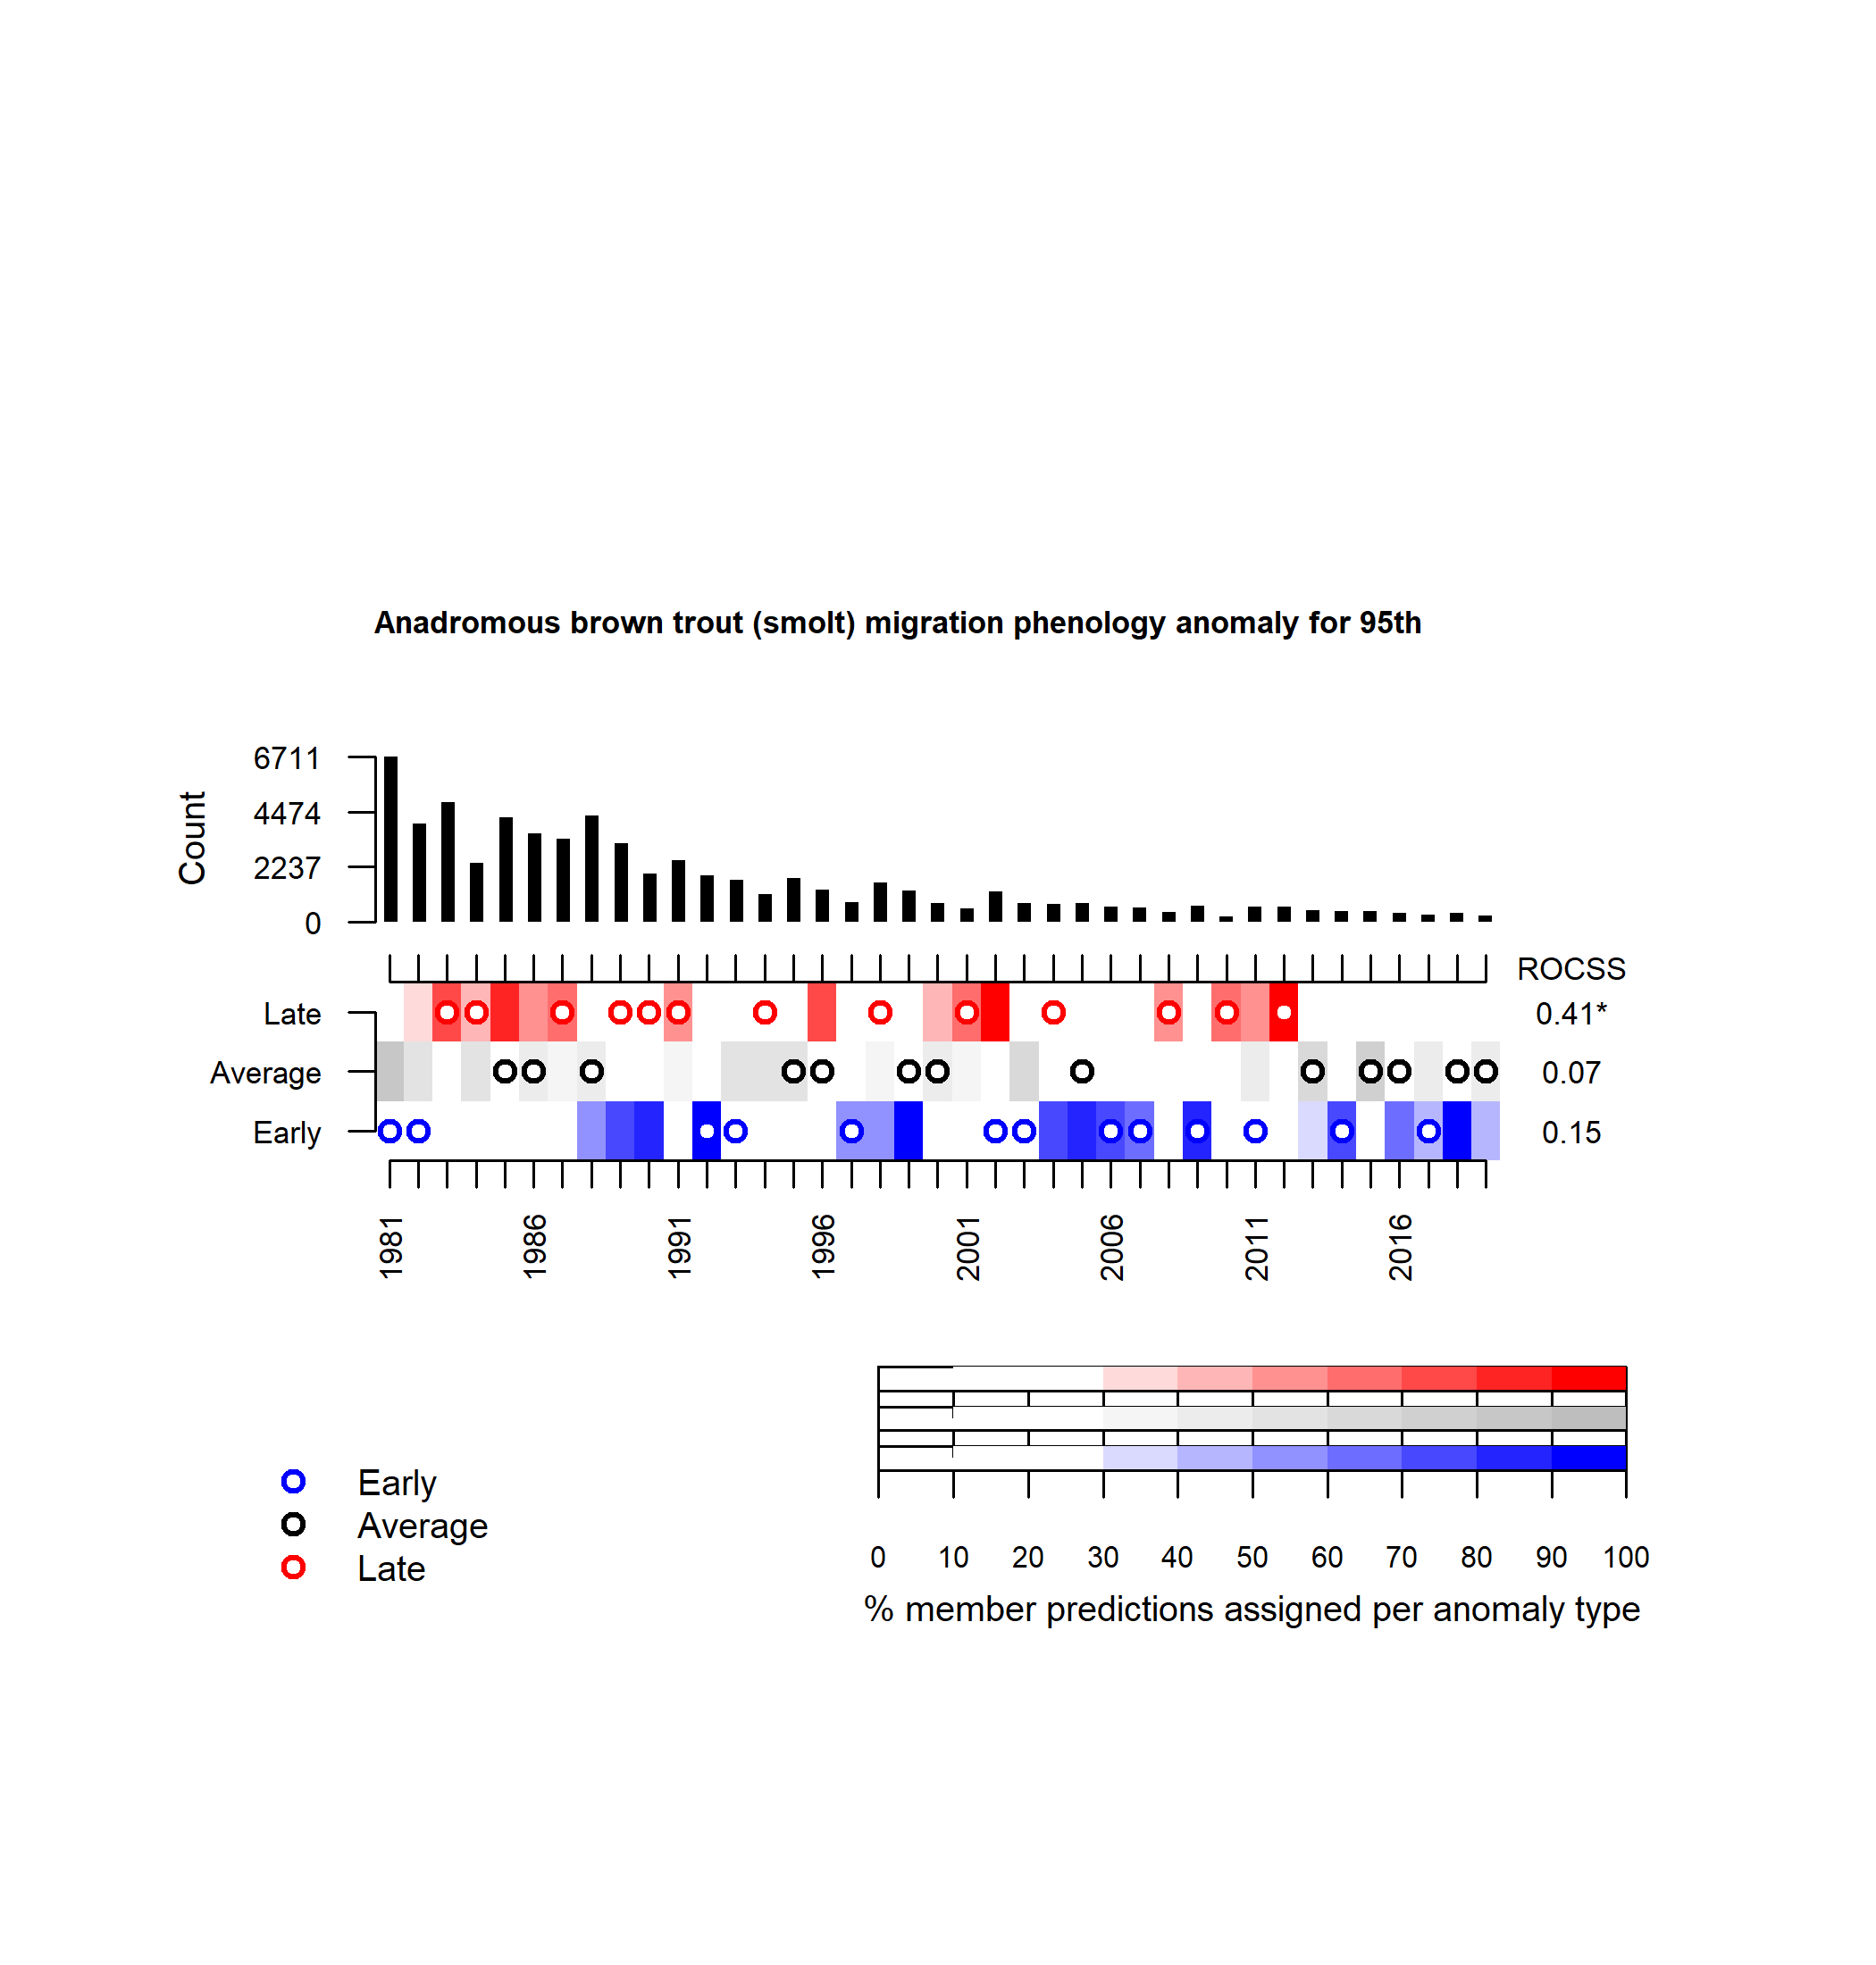 Anadromous brown trout (smolt) migration phenology anomaly for 95th
Count
6711
4474
2237
0
ROCSS
Late 0.41*
Average 0.07
Early 0.15
1981 1986 1991 1996 2001 2006 2011 2016
Early
Average
Late
0 10 20 30 40 50 60 70 80 90 100
% member predictions assigned per anomaly type